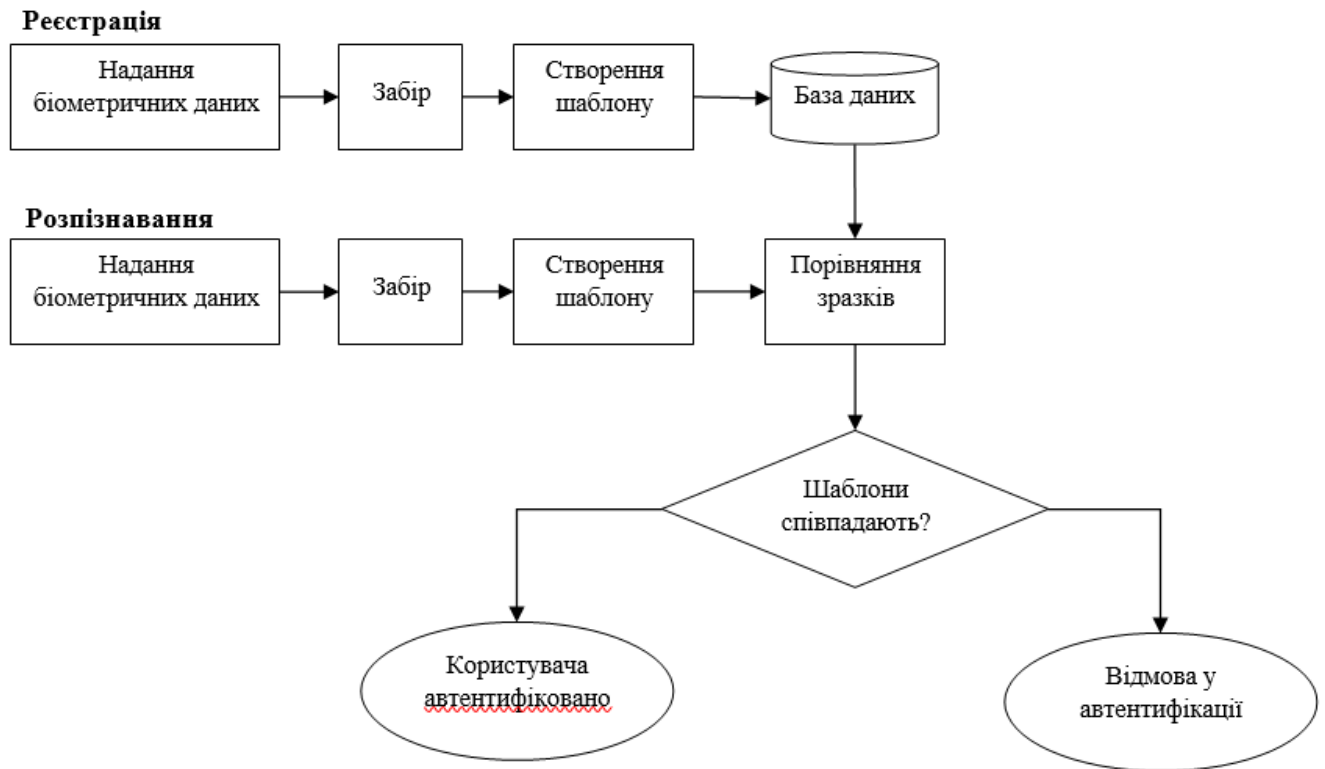 Реєстрація
Надання
біометричних даних
Забір
Створення
шаблону
База даних
Розпізнавання
Надання
біометричних даних
Забір
Створення
шаблону
Порівняння
зразків
Шаблони
співпадають?
Користувача
автентифіковано
Відмова у
автентифікації